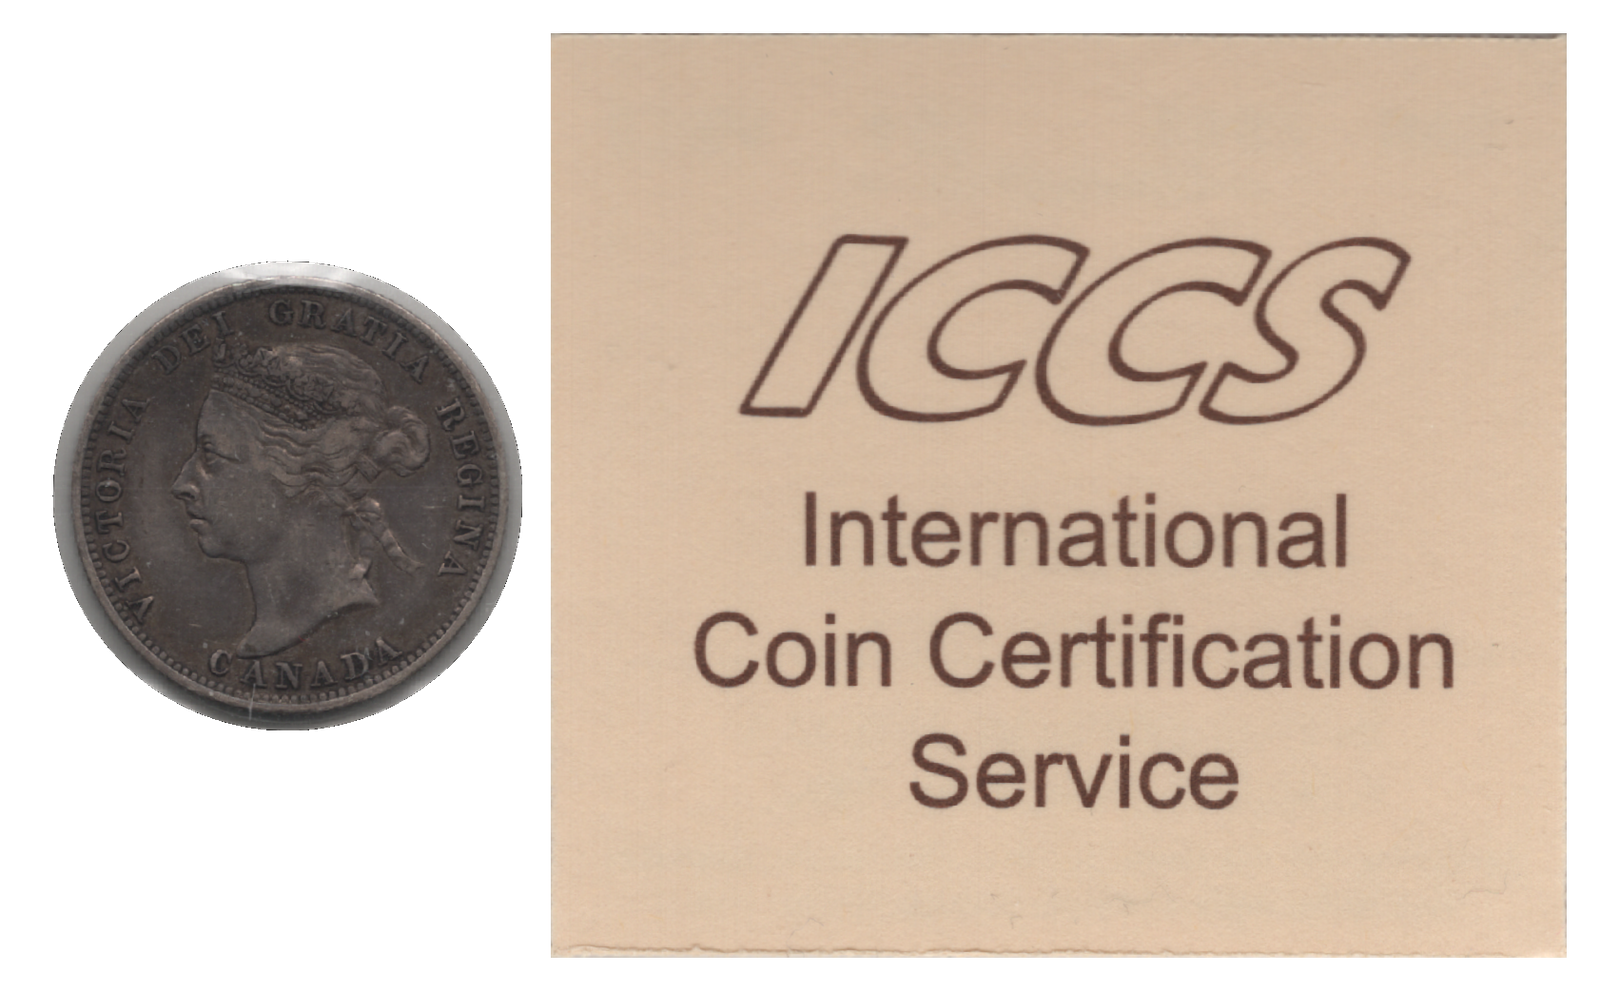 VICTORIA DEI GRATIA REGINA
CANADA
ICCS
International
Coin Certification
Service